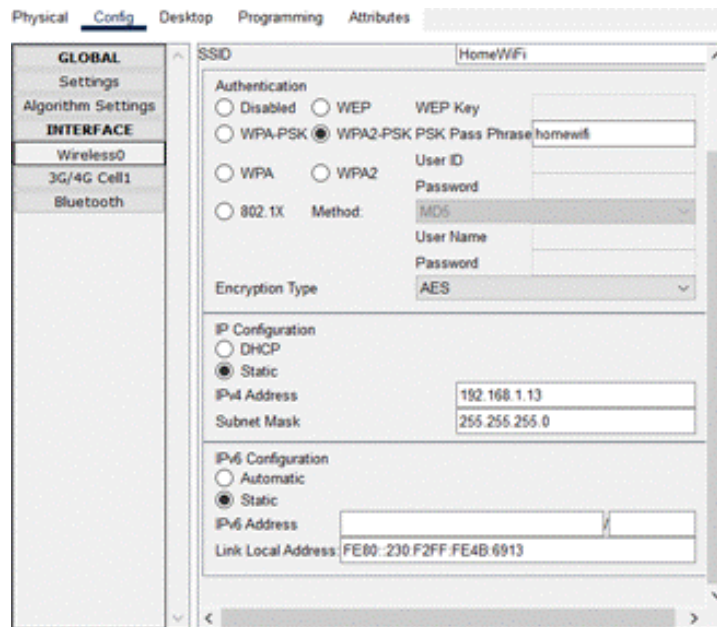 Physical Config Desktop Programming Attributes
GLOBAL
Settings
Algorithm Settings
INTERFACE
Wireless0
3G/4G Cell1
Bluetooth
SSID HomeWiFi
Authentication
Disabled WEP WEP Key
WPA-PSK WPA2-PSK PSK Pass Phrase homewifi
User ID
WPA WPA2
Password
802.1X Method: MD5
User Name
Password
Encryption Type AES
IP Configuration
DHCP
Static
IPv4 Address 192.168.1.13
Subnet Mask 255.255.255.0
IPv6 Configuration
Automatic
Static
IPv6 Address /
Link Local Address: FE80::230:F2FF:FE4B:6913